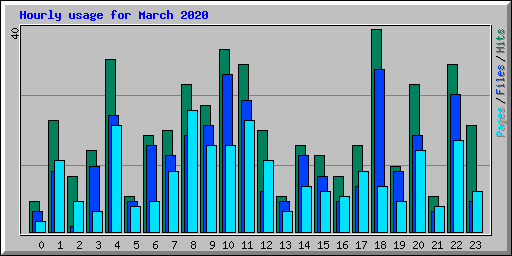 Hourly usage for March 2020
40
Pages/Files/Hits
0 1 2 3 4 5 6 7 8 9 10 11 12 13 14 15 16 17 18 19 20 21 22 23